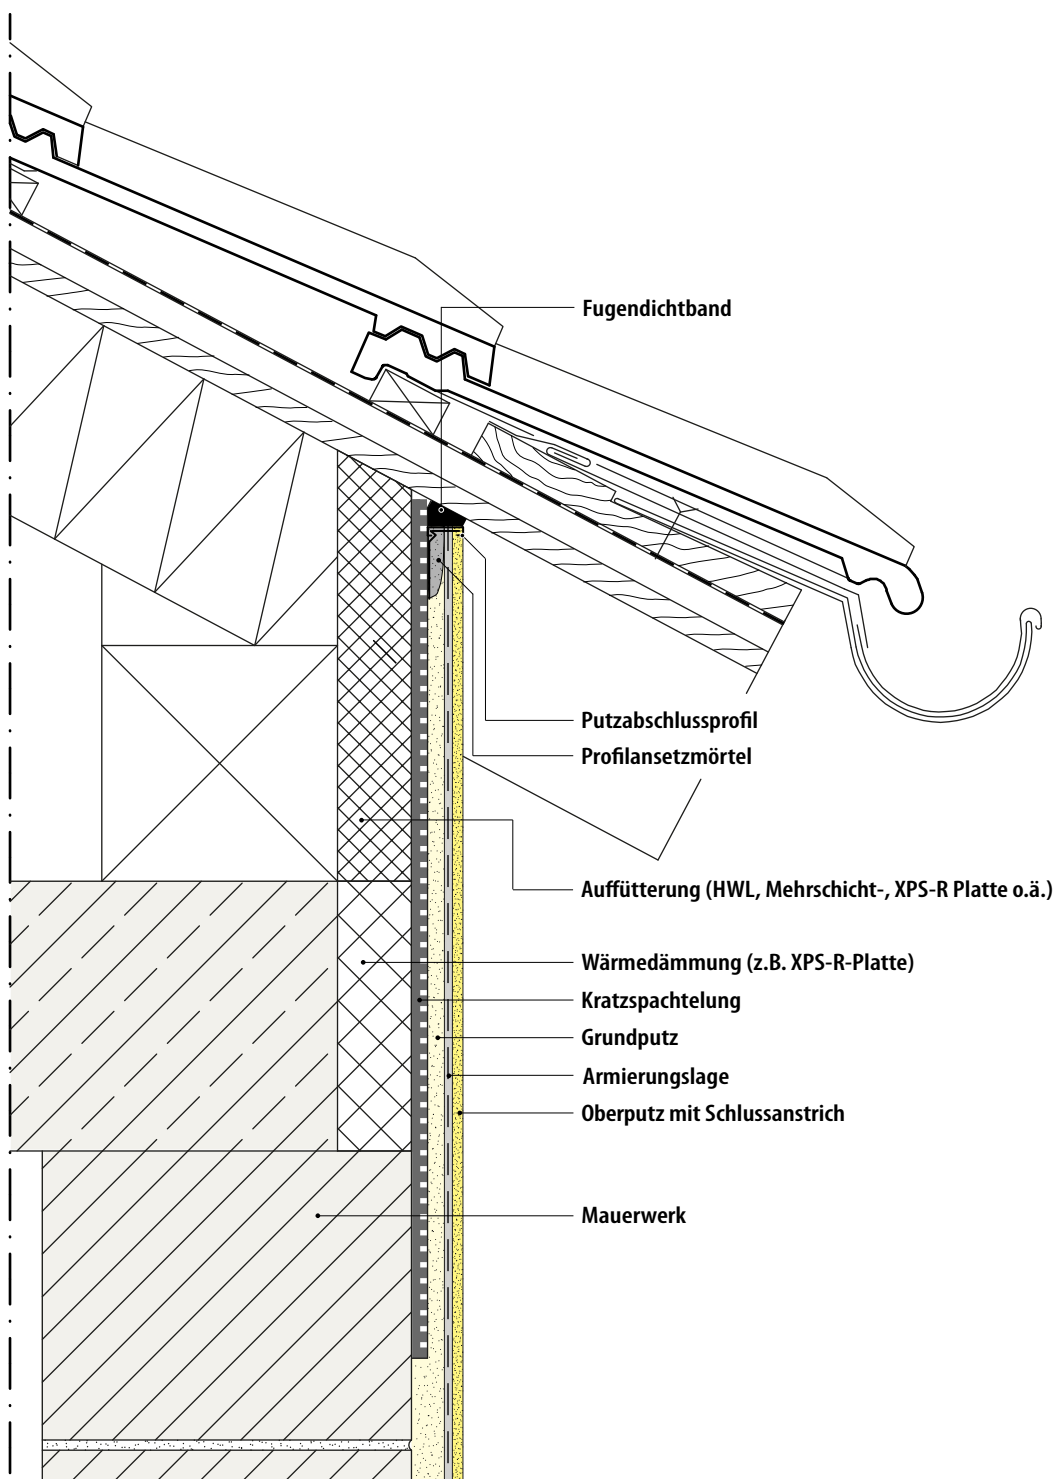 Fugendichtband
Putzabschlussprofil
Profilansetzmörtel
Auffütterung (HWL, Mehrschicht-, XPS-R Platte o.ä.)
Wärmedämmung (z.B. XPS-R-Platte)
Kratzspachtelung
Grundputz
Armierungslage
Oberputz mit Schlussanstrich
Mauerwerk